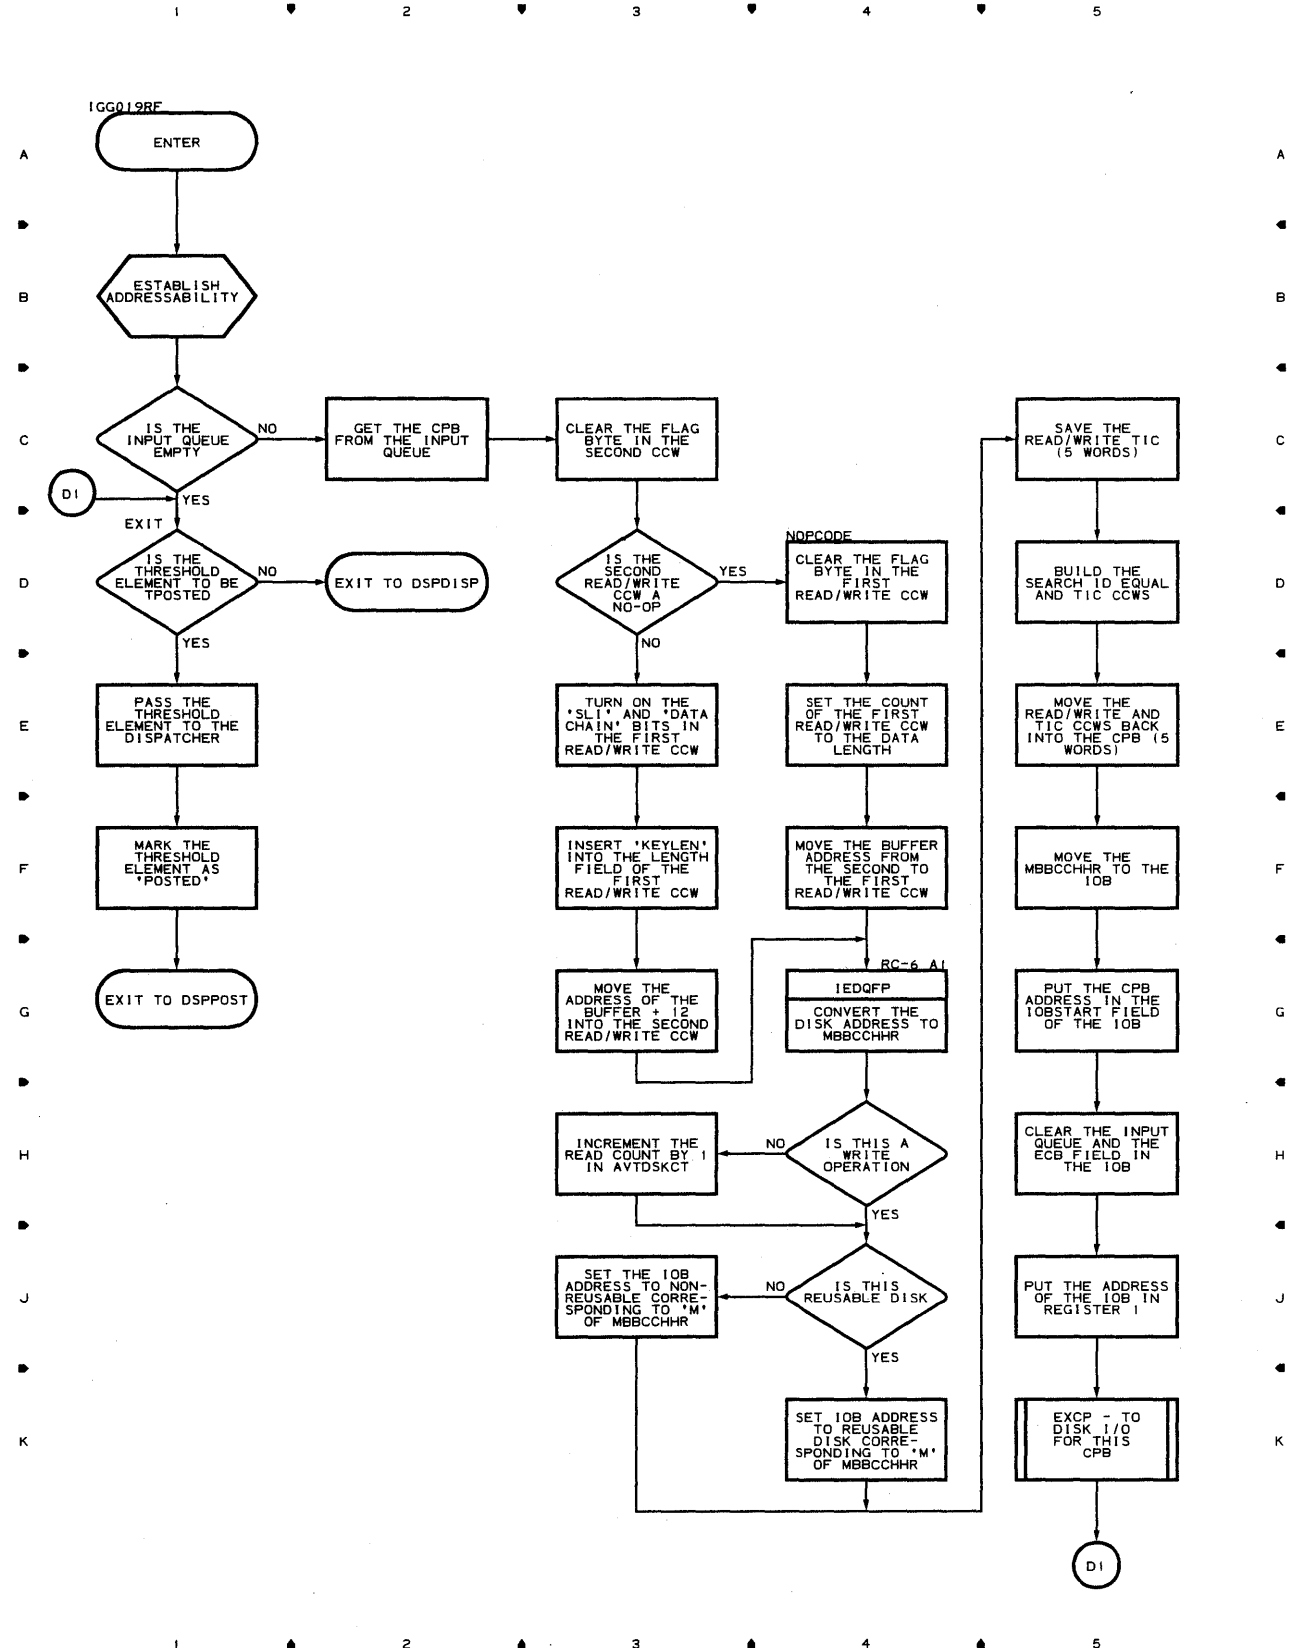 1 2 3 4 5
IGG019RF
ENTER
A A
ESTABLISH
ADDRESSABILITY
B B
IS THE
INPUT QUEUE
EMPTY
NO
YES
GET THE CPB
FROM THE INPUT
QUEUE
CLEAR THE FLAG
BYTE IN THE
SECOND CCW
SAVE THE
READ/WRITE TIC
(5 WORDS)
C C
D1
EXIT
IS THE
THRESHOLD
ELEMENT TO BE
TPOSTED
NO
YES
EXIT TO DSPDISP
IS THE
SECOND
READ/WRITE
CCW A
NO-OP
YES
NO
NOPCODE
CLEAR THE FLAG
BYTE IN THE
FIRST
READ/WRITE CCW
BUILD THE
SEARCH ID EQUAL
AND TIC CCWS
D D
PASS THE
THRESHOLD
ELEMENT TO THE
DISPATCHER
TURN ON THE
'SLI' AND 'DATA
CHAIN' BITS IN
THE FIRST
READ/WRITE CCW
SET THE COUNT
OF THE FIRST
READ/WRITE CCW
TO THE DATA
LENGTH
MOVE THE
READ/WRITE AND
TIC CCWS BACK
INTO THE CPB (5
WORDS)
E E
MARK THE
THRESHOLD
ELEMENT AS
'POSTED'
INSERT 'KEYLEN'
INTO THE LENGTH
FIELD OF THE
FIRST
READ/WRITE CCW
MOVE THE BUFFER
ADDRESS FROM
THE SECOND TO
THE FIRST
READ/WRITE CCW
MOVE THE
MBBCCHHR TO THE
IOB
F F
EXIT TO DSPPOST
MOVE THE
ADDRESS OF THE
BUFFER + 12
INTO THE SECOND
READ/WRITE CCW
RC-6 A1
IEDQFP
CONVERT THE
DISK ADDRESS TO
MBBCCHHR
PUT THE CPB
ADDRESS IN THE
IOBSTART FIELD
OF THE IOB
G G
INCREMENT THE
READ COUNT BY 1
IN AVTDSKCT
NO
IS THIS A
WRITE
OPERATION
YES
CLEAR THE INPUT
QUEUE AND THE
ECB FIELD IN
THE IOB
H H
SET THE IOB
ADDRESS TO NON-
REUSABLE CORRE-
SPONDING TO 'M'
OF MBBCCHHR
NO
IS THIS
REUSABLE DISK
YES
PUT THE ADDRESS
OF THE IOB IN
REGISTER 1
J J
SET IOB ADDRESS
TO REUSABLE
DISK CORRE-
SPONDING TO 'M'
OF MBBCCHHR
EXCP - TO
DISK I/O
FOR THIS
CPB
K K
D1
1 2 3 4 5